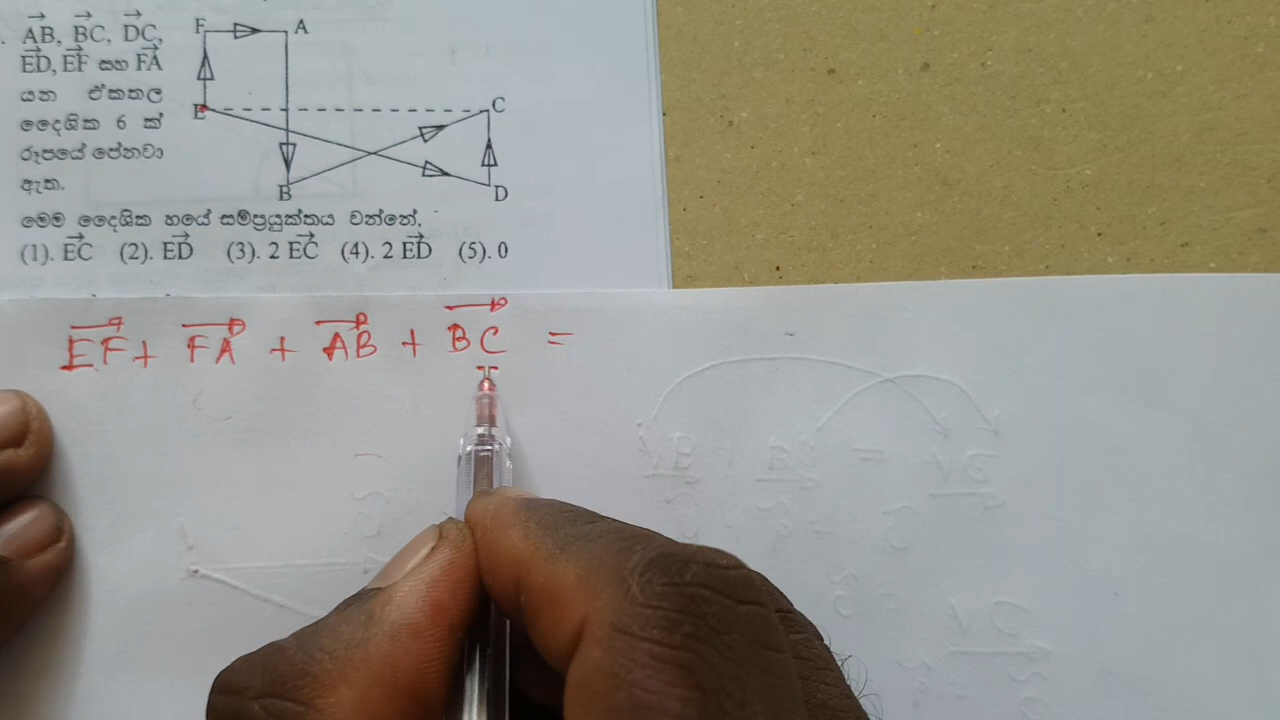 AB, BC, DC,
ED, EF සහ FA
යන ඒකතල
දෛශික 6 ක්
රූපයේ පේනවා
ඇත.
F A
E C
B D
මෙම දෛශික හයේ සම්ප්‍රයුක්තය වන්නේ,
(1). EC (2). ED (3). 2 EC (4). 2 ED (5). 0
EF + FA + AB + BC =